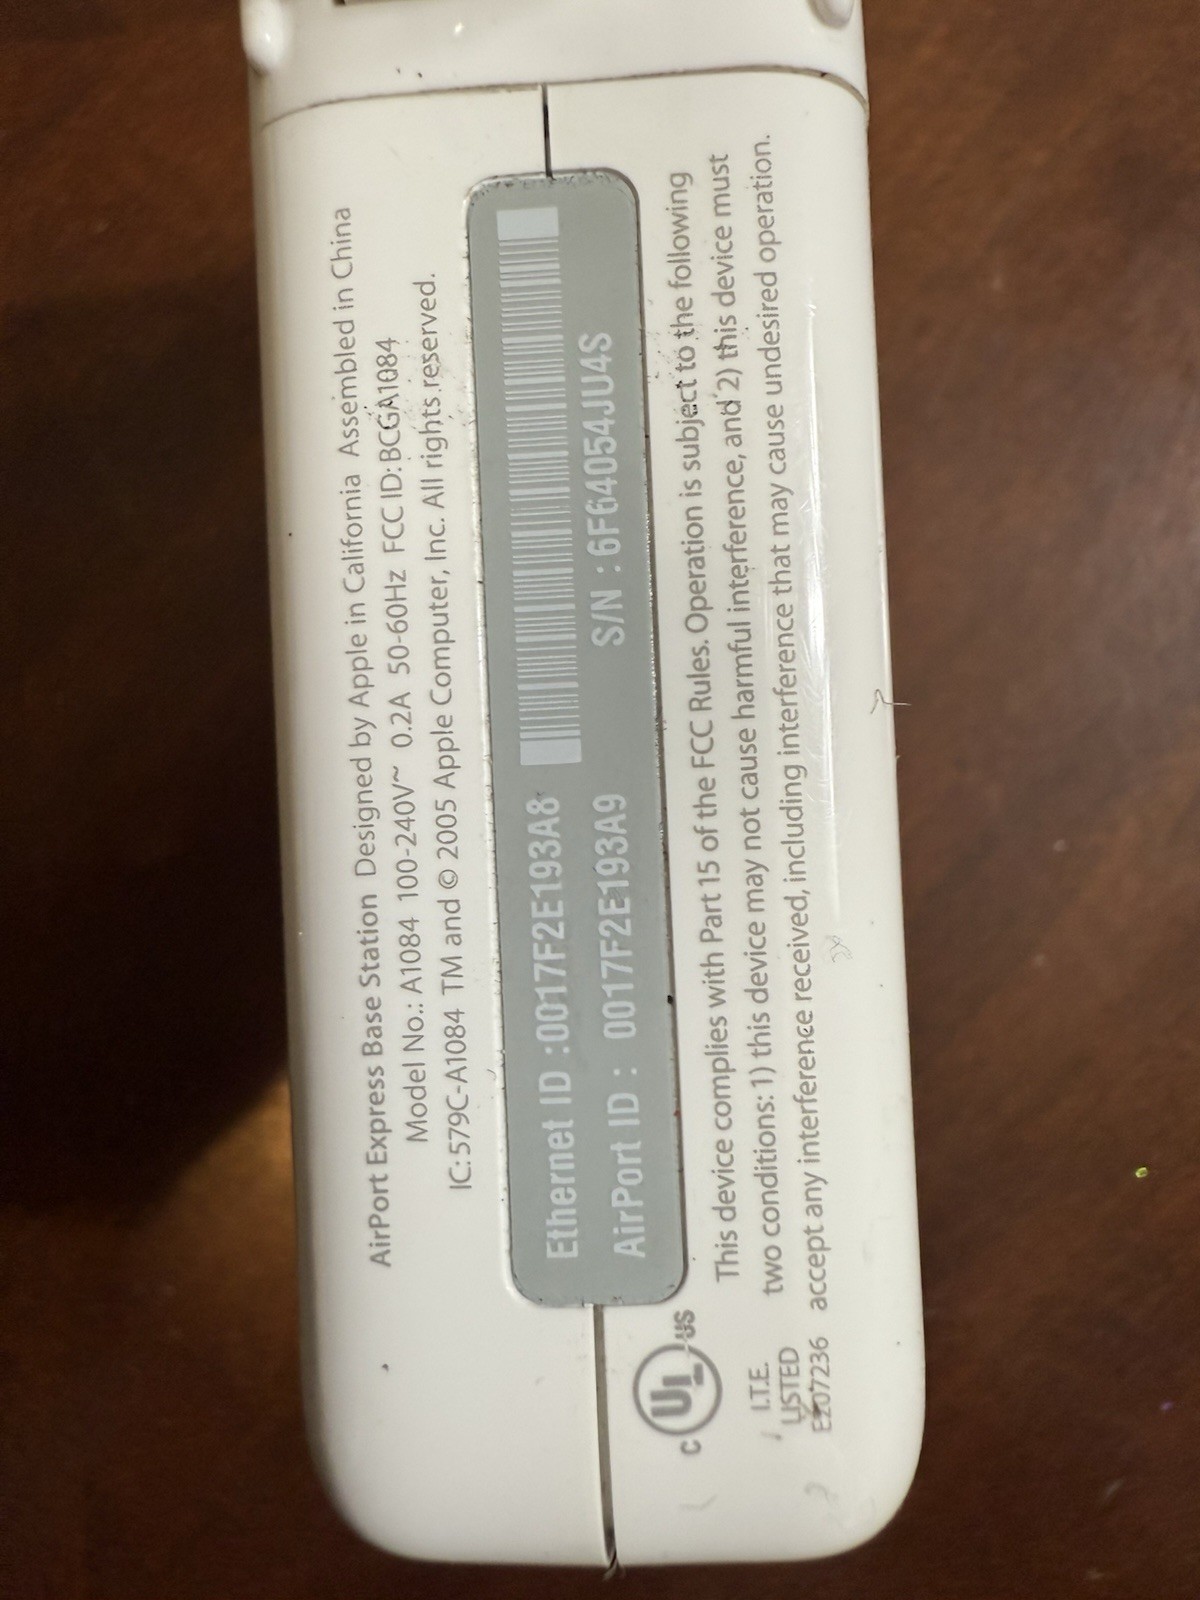 AirPort Express Base Station Designed by Apple in California Assembled in China
Model No.: A1084 100-240V~ 0.2A 50-60Hz FCC ID: BCGA1084
IC: 579C-A1084 TM and © 2005 Apple Computer, Inc. All rights reserved.
Ethernet ID :0017F2E193A8
AirPort ID : 0017F2E193A9 S/N : 6F64054JU4S
This device complies with Part 15 of the FCC Rules. Operation is subject to the following
two conditions: 1) this device may not cause harmful interference, and 2) this device must
accept any interference received, including interference that may cause undesired operation.
C UL US
I.T.E.
LISTED
E207236